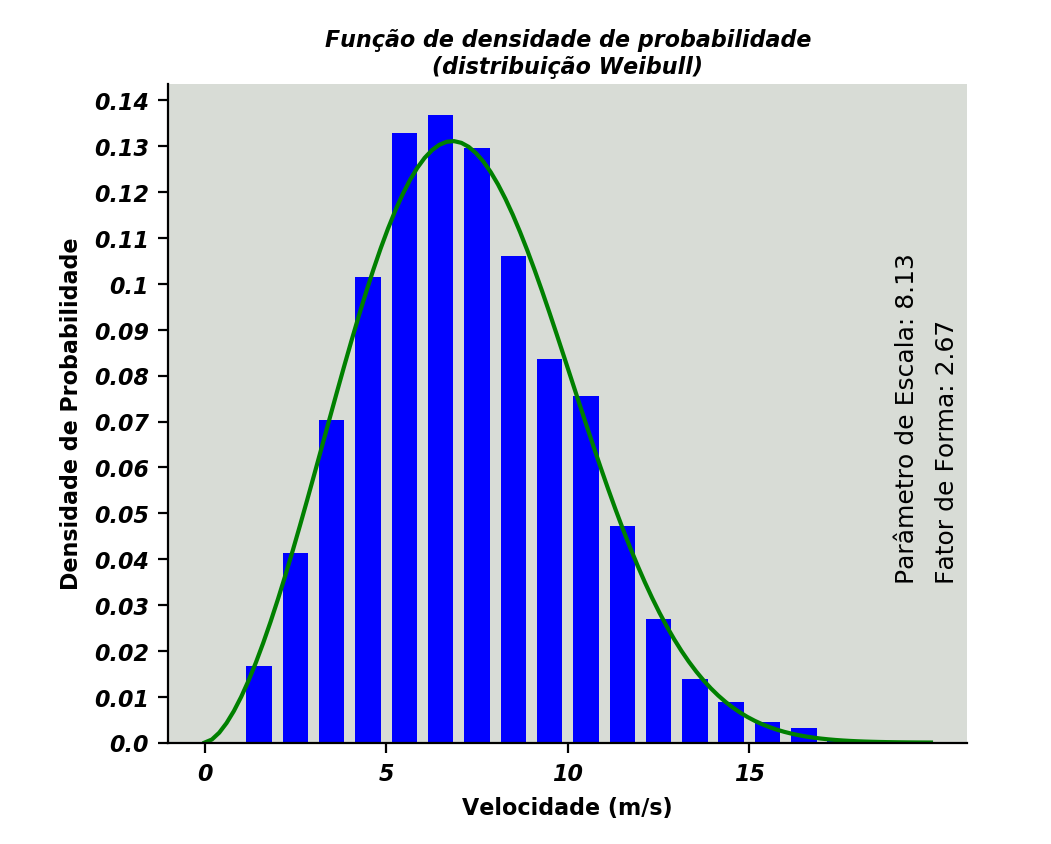 Função de densidade de probabilidade
(distribuição Weibull)
Densidade de Probabilidade
0.14
0.13
0.12
0.11
0.1
0.09
0.08
0.07
0.06
0.05
0.04
0.03
0.02
0.01
0.0
Parâmetro de Escala: 8.13
Fator de Forma: 2.67
0 5 10 15
Velocidade (m/s)